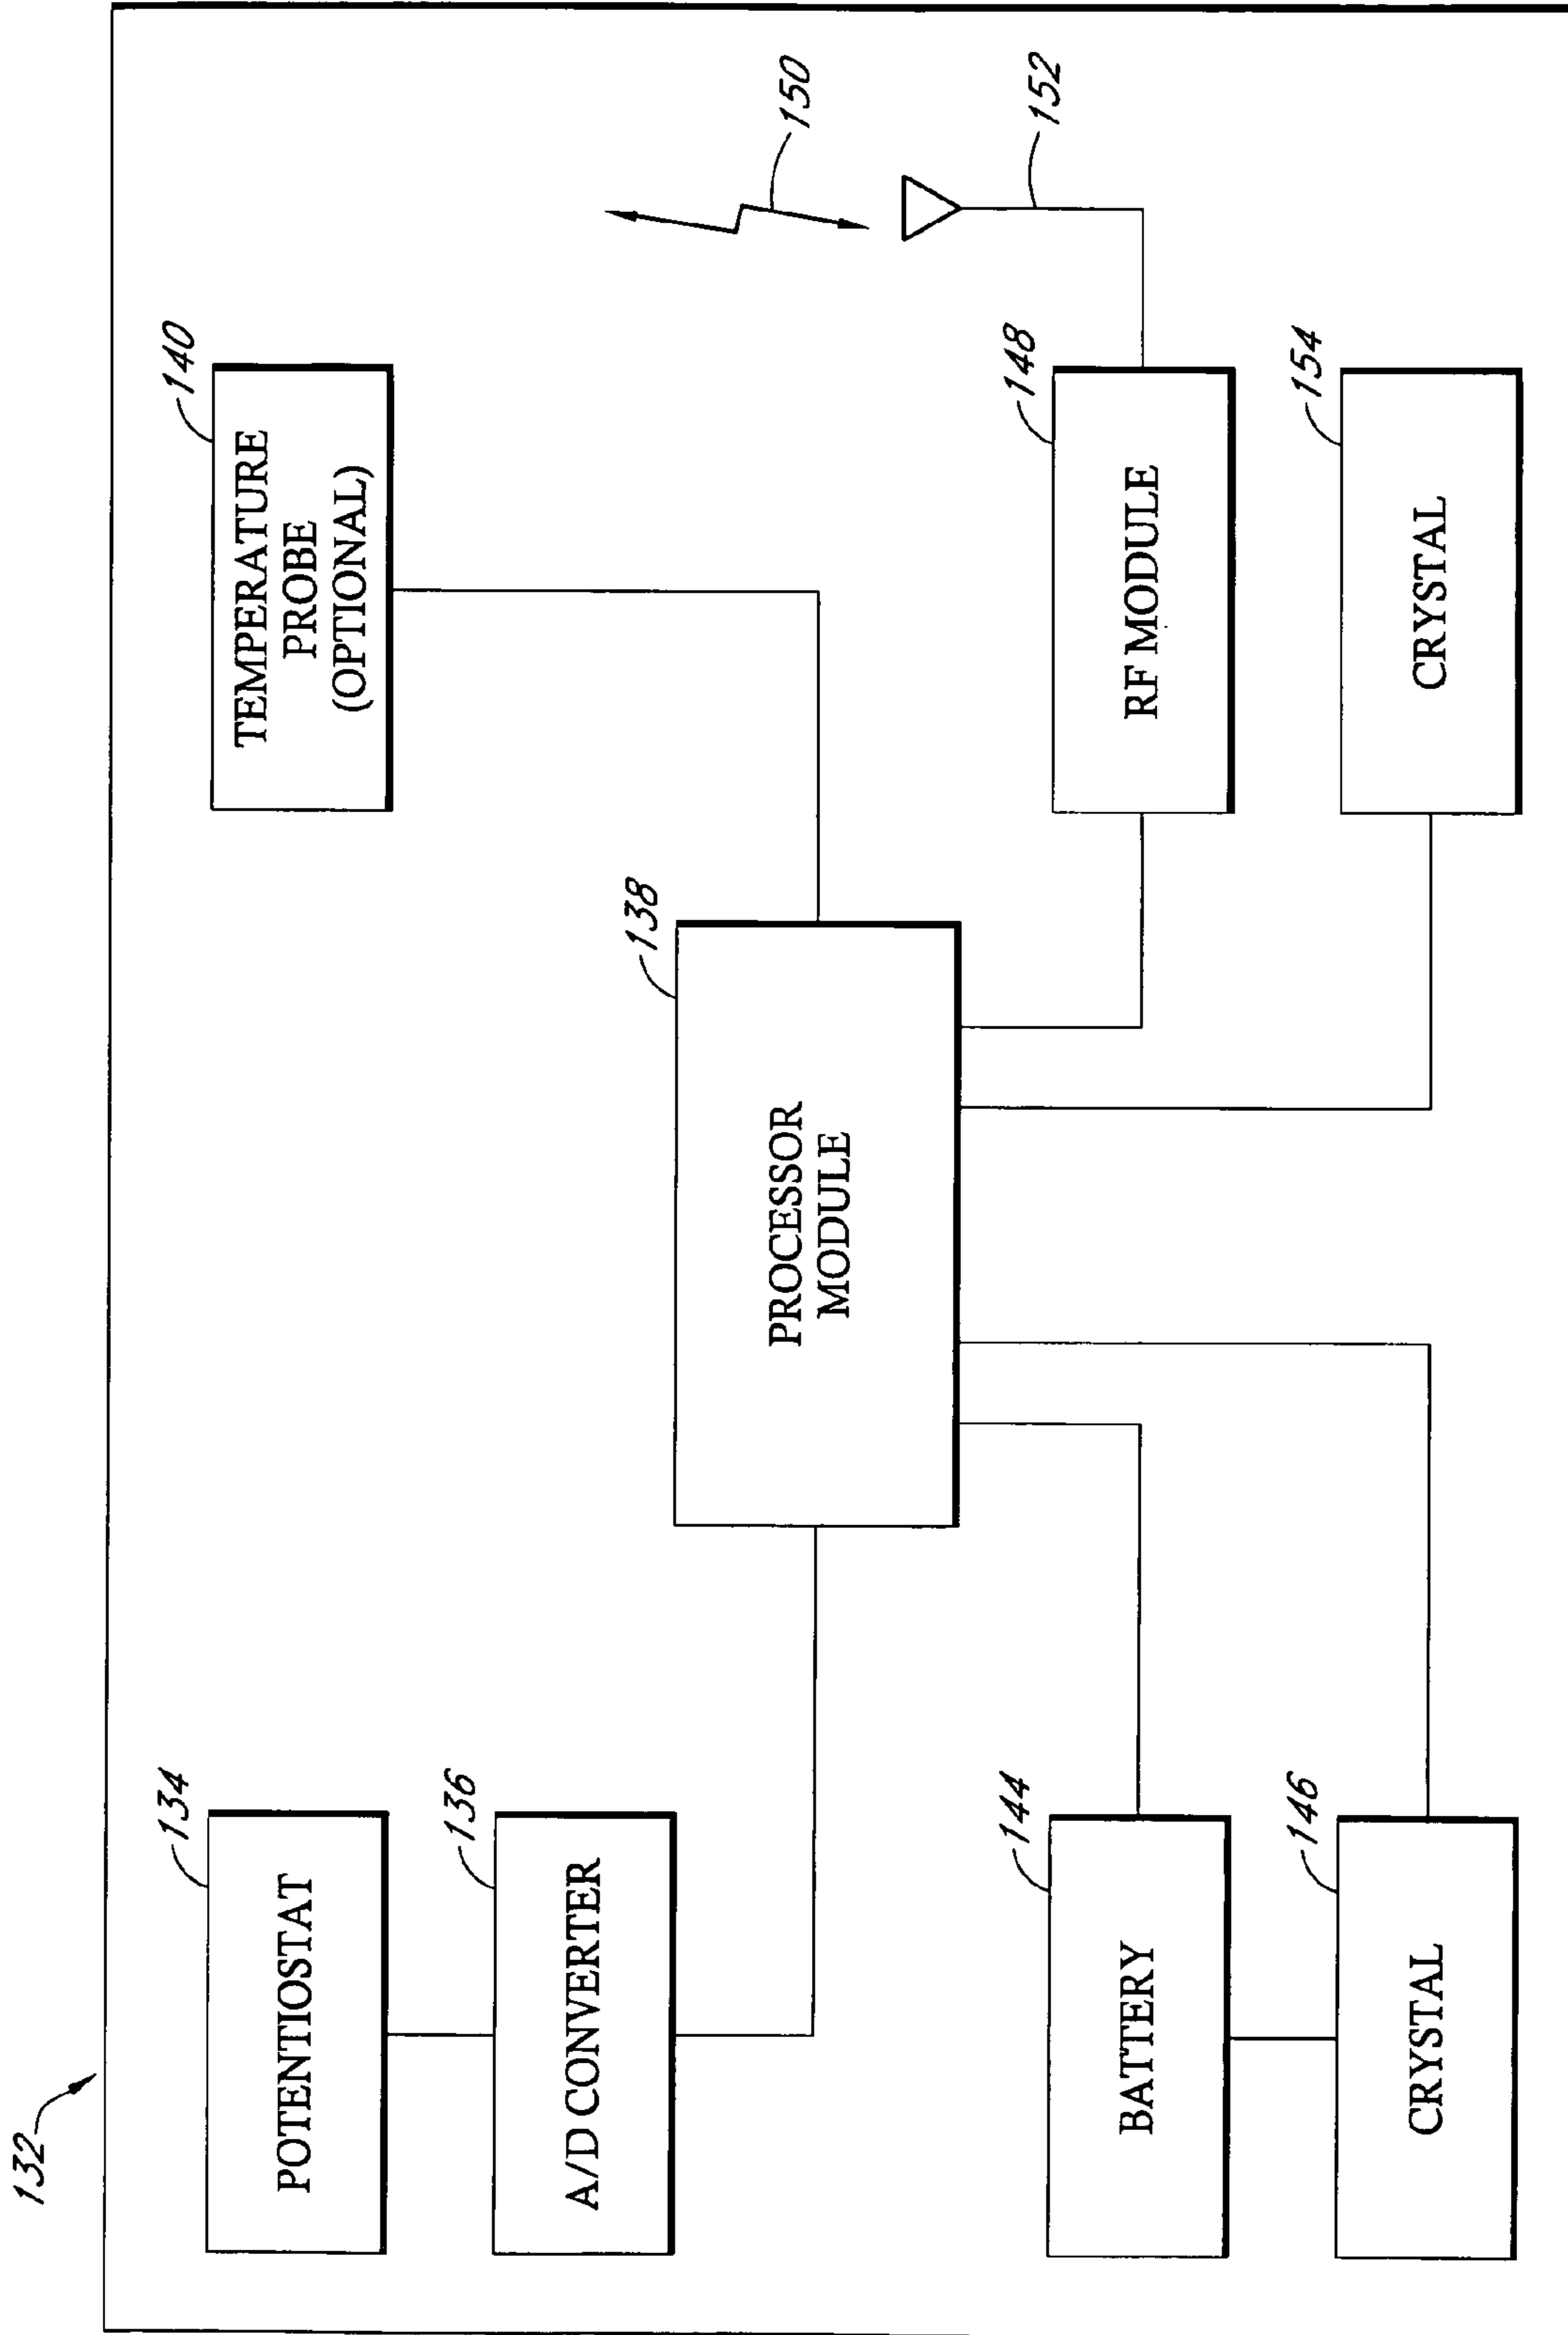 132
134
POTENTIOSTAT
136
A/D CONVERTER
138
PROCESSOR
MODULE
140
TEMPERATURE
PROBE
(OPTIONAL)
144
BATTERY
146
CRYSTAL
148
RF MODULE
150
152
154
CRYSTAL